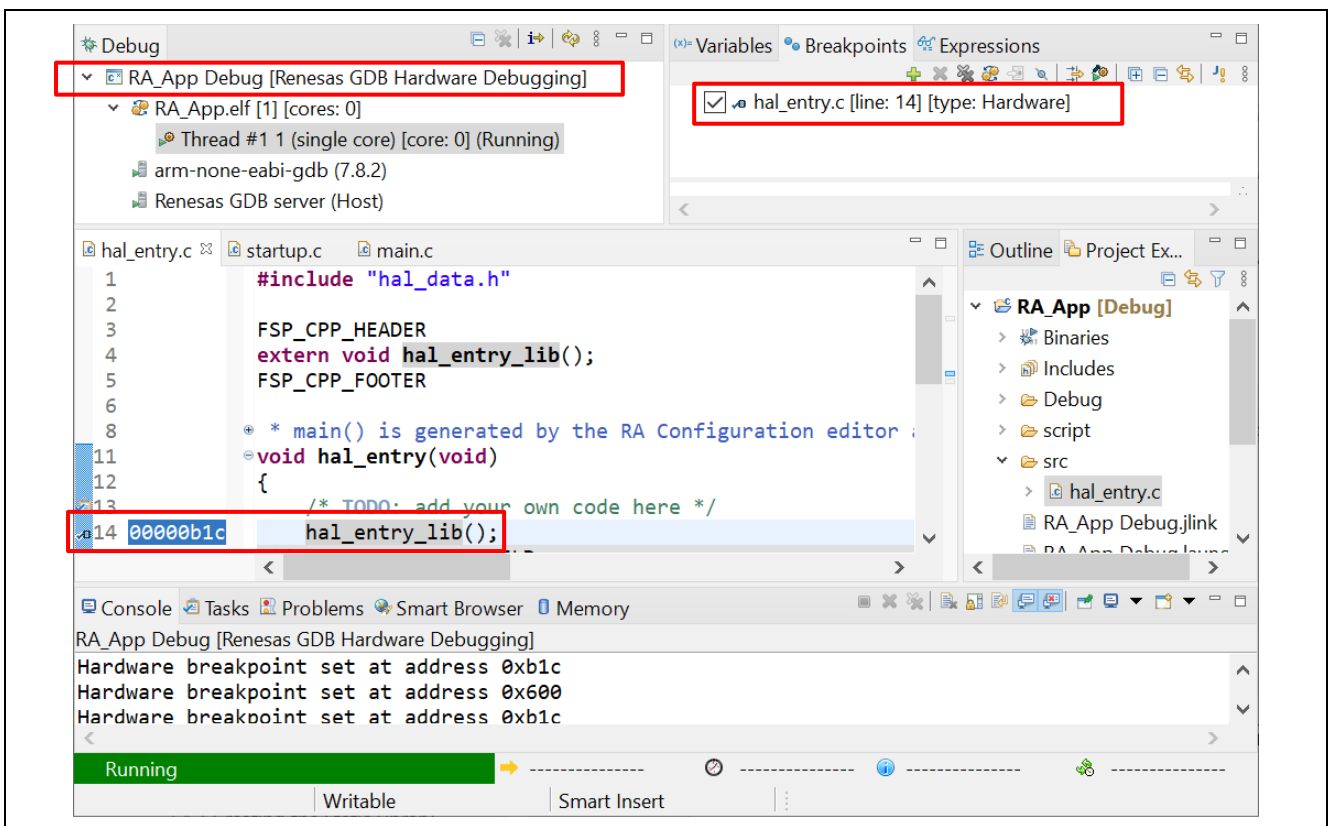 Debug
(x)= Variables Breakpoints Expressions
RA_App Debug [Renesas GDB Hardware Debugging]
RA_App.elf [1] [cores: 0]
Thread #1 1 (single core) [core: 0] (Running)
arm-none-eabi-gdb (7.8.2)
Renesas GDB server (Host)
hal_entry.c [line: 14] [type: Hardware]
hal_entry.c startup.c main.c
1 #include "hal_data.h"
2
3 FSP_CPP_HEADER
4 extern void hal_entry_lib();
5 FSP_CPP_FOOTER
6
8 * main() is generated by the RA Configuration editor
11 void hal_entry(void)
12 {
13 /* TODO: add your own code here */
14 00000b1c hal_entry_lib();
Outline Project Ex...
RA_App [Debug]
Binaries
Includes
Debug
script
src
hal_entry.c
RA_App Debug.jlink
RA_App Debug.launc
Console Tasks Problems Smart Browser Memory
RA_App Debug [Renesas GDB Hardware Debugging]
Hardware breakpoint set at address 0xb1c
Hardware breakpoint set at address 0x600
Hardware breakpoint set at address 0xb1c
Running --------------- --------------- --------------- ---------------
Writable Smart Insert